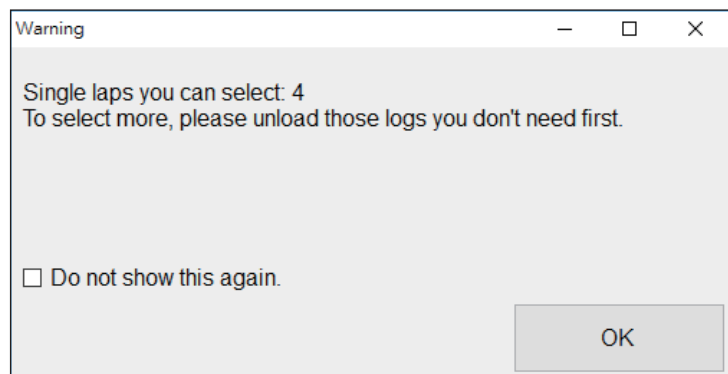 Warning
Single laps you can select: 4
To select more, please unload those logs you don't need first.
Do not show this again.
OK